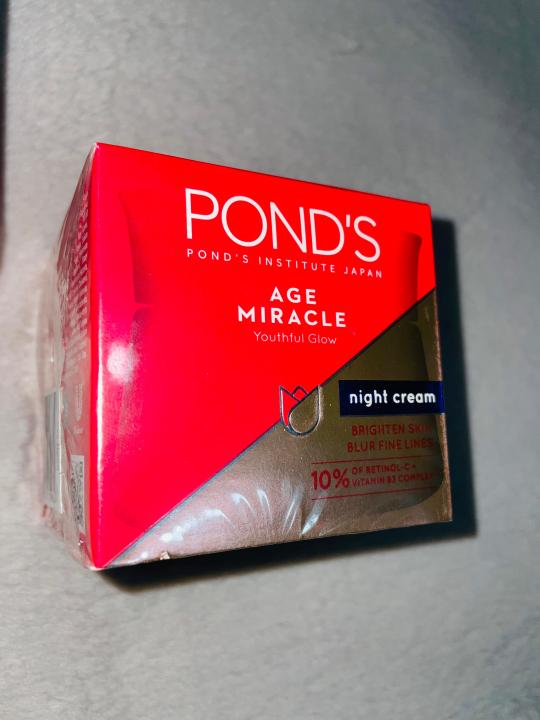 POND'S
POND'S INSTITUTE JAPAN
AGE
MIRACLE
Youthful Glow
night cream
BRIGHTEN SKIN
BLUR FINE LINES
10% OF RETINOL-C +
VITAMIN B3 COMPLEX